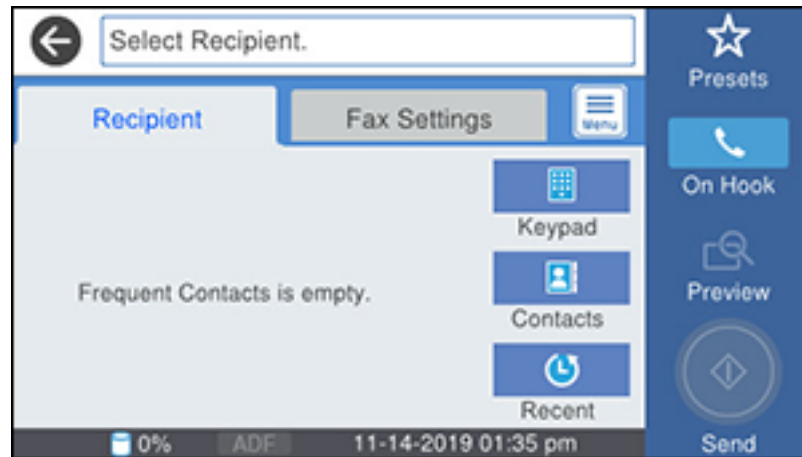 Select Recipient.
Presets
Recipient
Fax Settings
Menu
On Hook
Keypad
Frequent Contacts is empty.
Preview
Contacts
Recent
0% ADF 11-14-2019 01:35 pm
Send